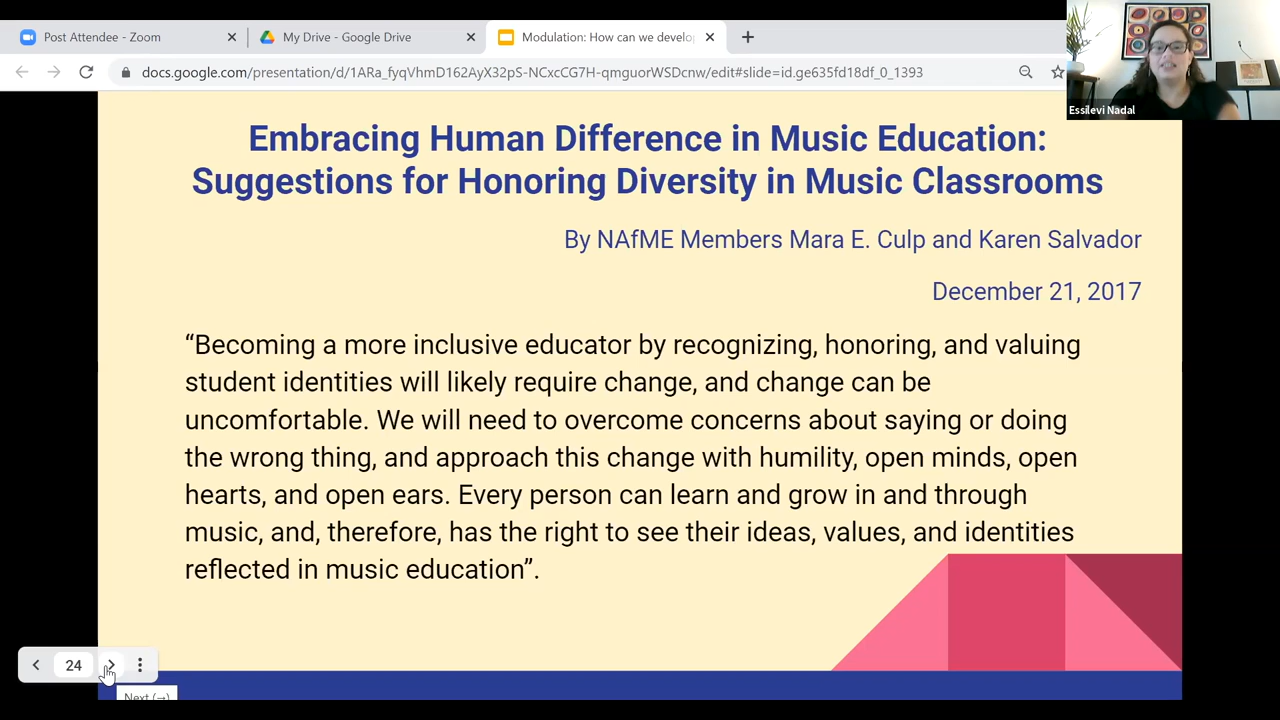 Post Attendee - Zoom
My Drive - Google Drive
Modulation: How can we develo
docs.google.com/presentation/d/1ARa_fyqVhmD162AyX32pS-NCxcCG7H-qmguorWSDcnw/edit#slide=id.ge635fd18df_0_1393
Essilevi Nadal
Embracing Human Difference in Music Education:
Suggestions for Honoring Diversity in Music Classrooms
By NAfME Members Mara E. Culp and Karen Salvador
December 21, 2017
“Becoming a more inclusive educator by recognizing, honoring, and valuing
student identities will likely require change, and change can be
uncomfortable. We will need to overcome concerns about saying or doing
the wrong thing, and approach this change with humility, open minds, open
hearts, and open ears. Every person can learn and grow in and through
music, and, therefore, has the right to see their ideas, values, and identities
reflected in music education”.
24
Next (→)